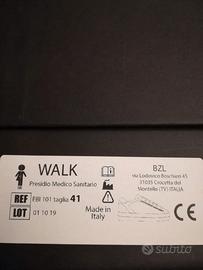 WALK
Presidio Medico Sanitario
REF FBI 101 taglia 41
LOT 01 10 19
Made in
Italy
BZL
via Lodovico Boschieri 45
31035 Crocetta del
Montello (TV) ITALIA
CE
subito